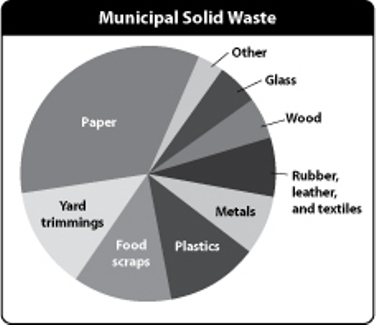 Municipal Solid Waste
Other
Glass
Wood
Rubber,
leather,
and textiles
Metals
Plastics
Food
scraps
Yard
trimmings
Paper